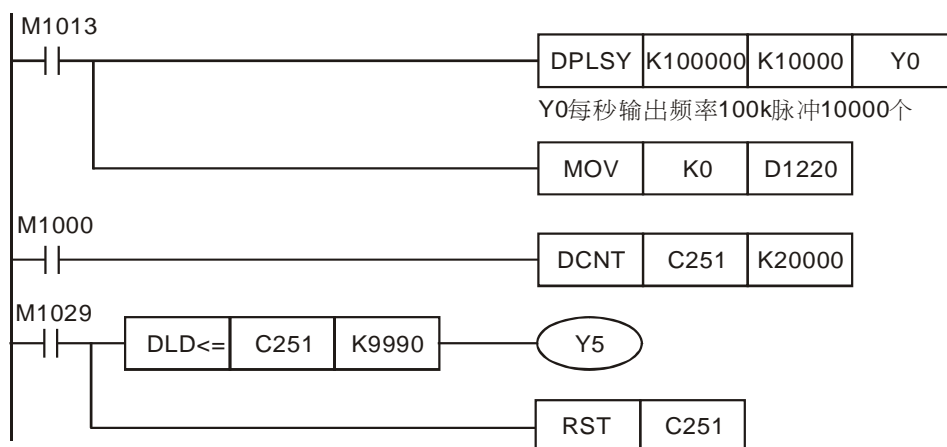 M1013
DPLSY K100000 K10000 Y0
Y0每秒输出频率100k脉冲10000个
MOV K0 D1220
M1000
DCNT C251 K20000
M1029
DLD<= C251 K9990 Y5
RST C251